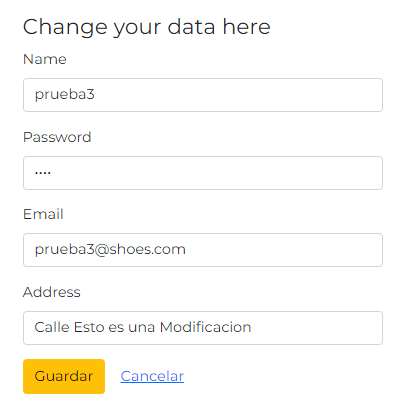 Change your data here
Name
prueba3
Password
····
Email
prueba3@shoes.com
Address
Calle Esto es una Modificacion
Guardar Cancelar